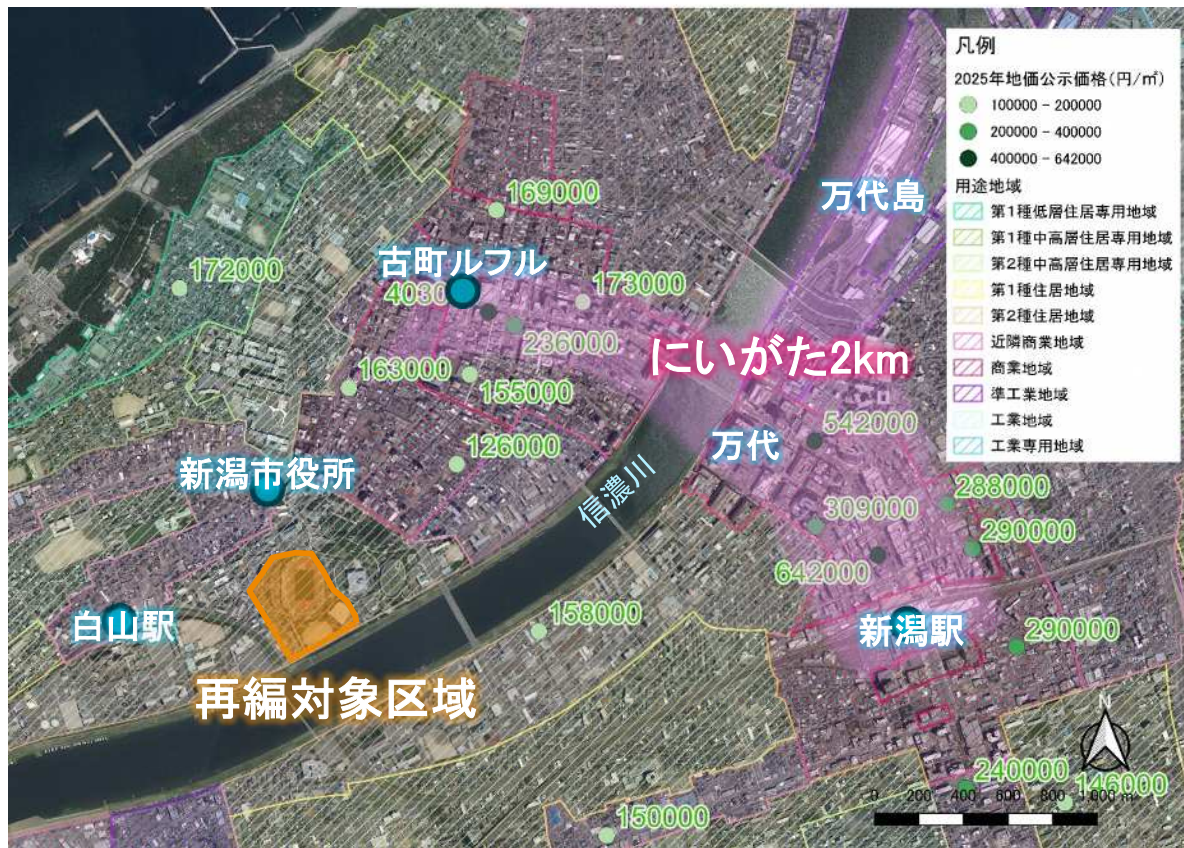 凡例
2025年地価公示価格(円/㎡)
100000 - 200000
200000 - 400000
400000 - 642000
用途地域
第1種低層住居専用地域
第1種中高層住居専用地域
第2種中高層住居専用地域
第1種住居地域
第2種住居地域
近隣商業地域
商業地域
準工業地域
工業地域
工業専用地域
万代島
169000
172000
古町ルフル
4030
173000
236000
にいがた2km
163000
155000
542000
126000
万代
新潟市役所
信濃川
288000
309000
290000
642000
白山駅
158000
新潟駅
290000
再編対象区域
N
240000
146000
0 200 400 600 800 1,000 m
150000